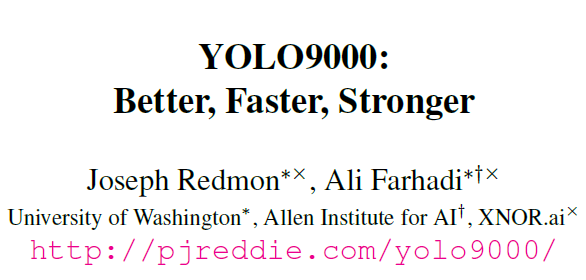 YOLO9000:
Better, Faster, Stronger
Joseph Redmon*×, Ali Farhadi*†×
University of Washington*, Allen Institute for AI†, XNOR.ai×
http://pjreddie.com/yolo9000/